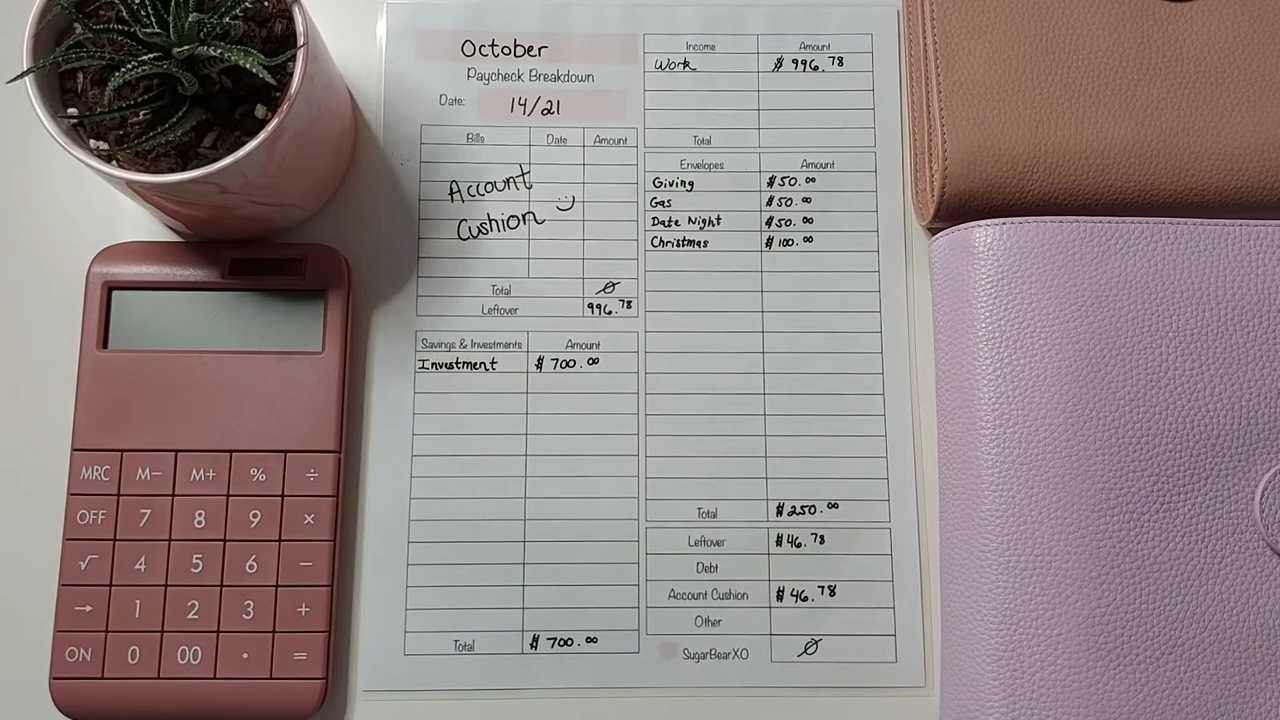 October
Paycheck Breakdown
Date: 14/21
Bills Date Amount
Account
Cushion
Total Ø
Leftover 996.78
Savings & Investments Amount
Investment $ 700.00
Total $ 700.00
Income Amount
Work $ 996.78
Total
Envelopes Amount
Giving $50.00
Gas $50.00
Date Night $50.00
Christmas $100.00
Total $250.00
Leftover $46.78
Debt
Account Cushion $46.78
Other
SugarBearXO Ø
MRC M− M+ % ÷
OFF 7 8 9 ×
√ 4 5 6 −
→ 1 2 3 +
ON 0 00 · =